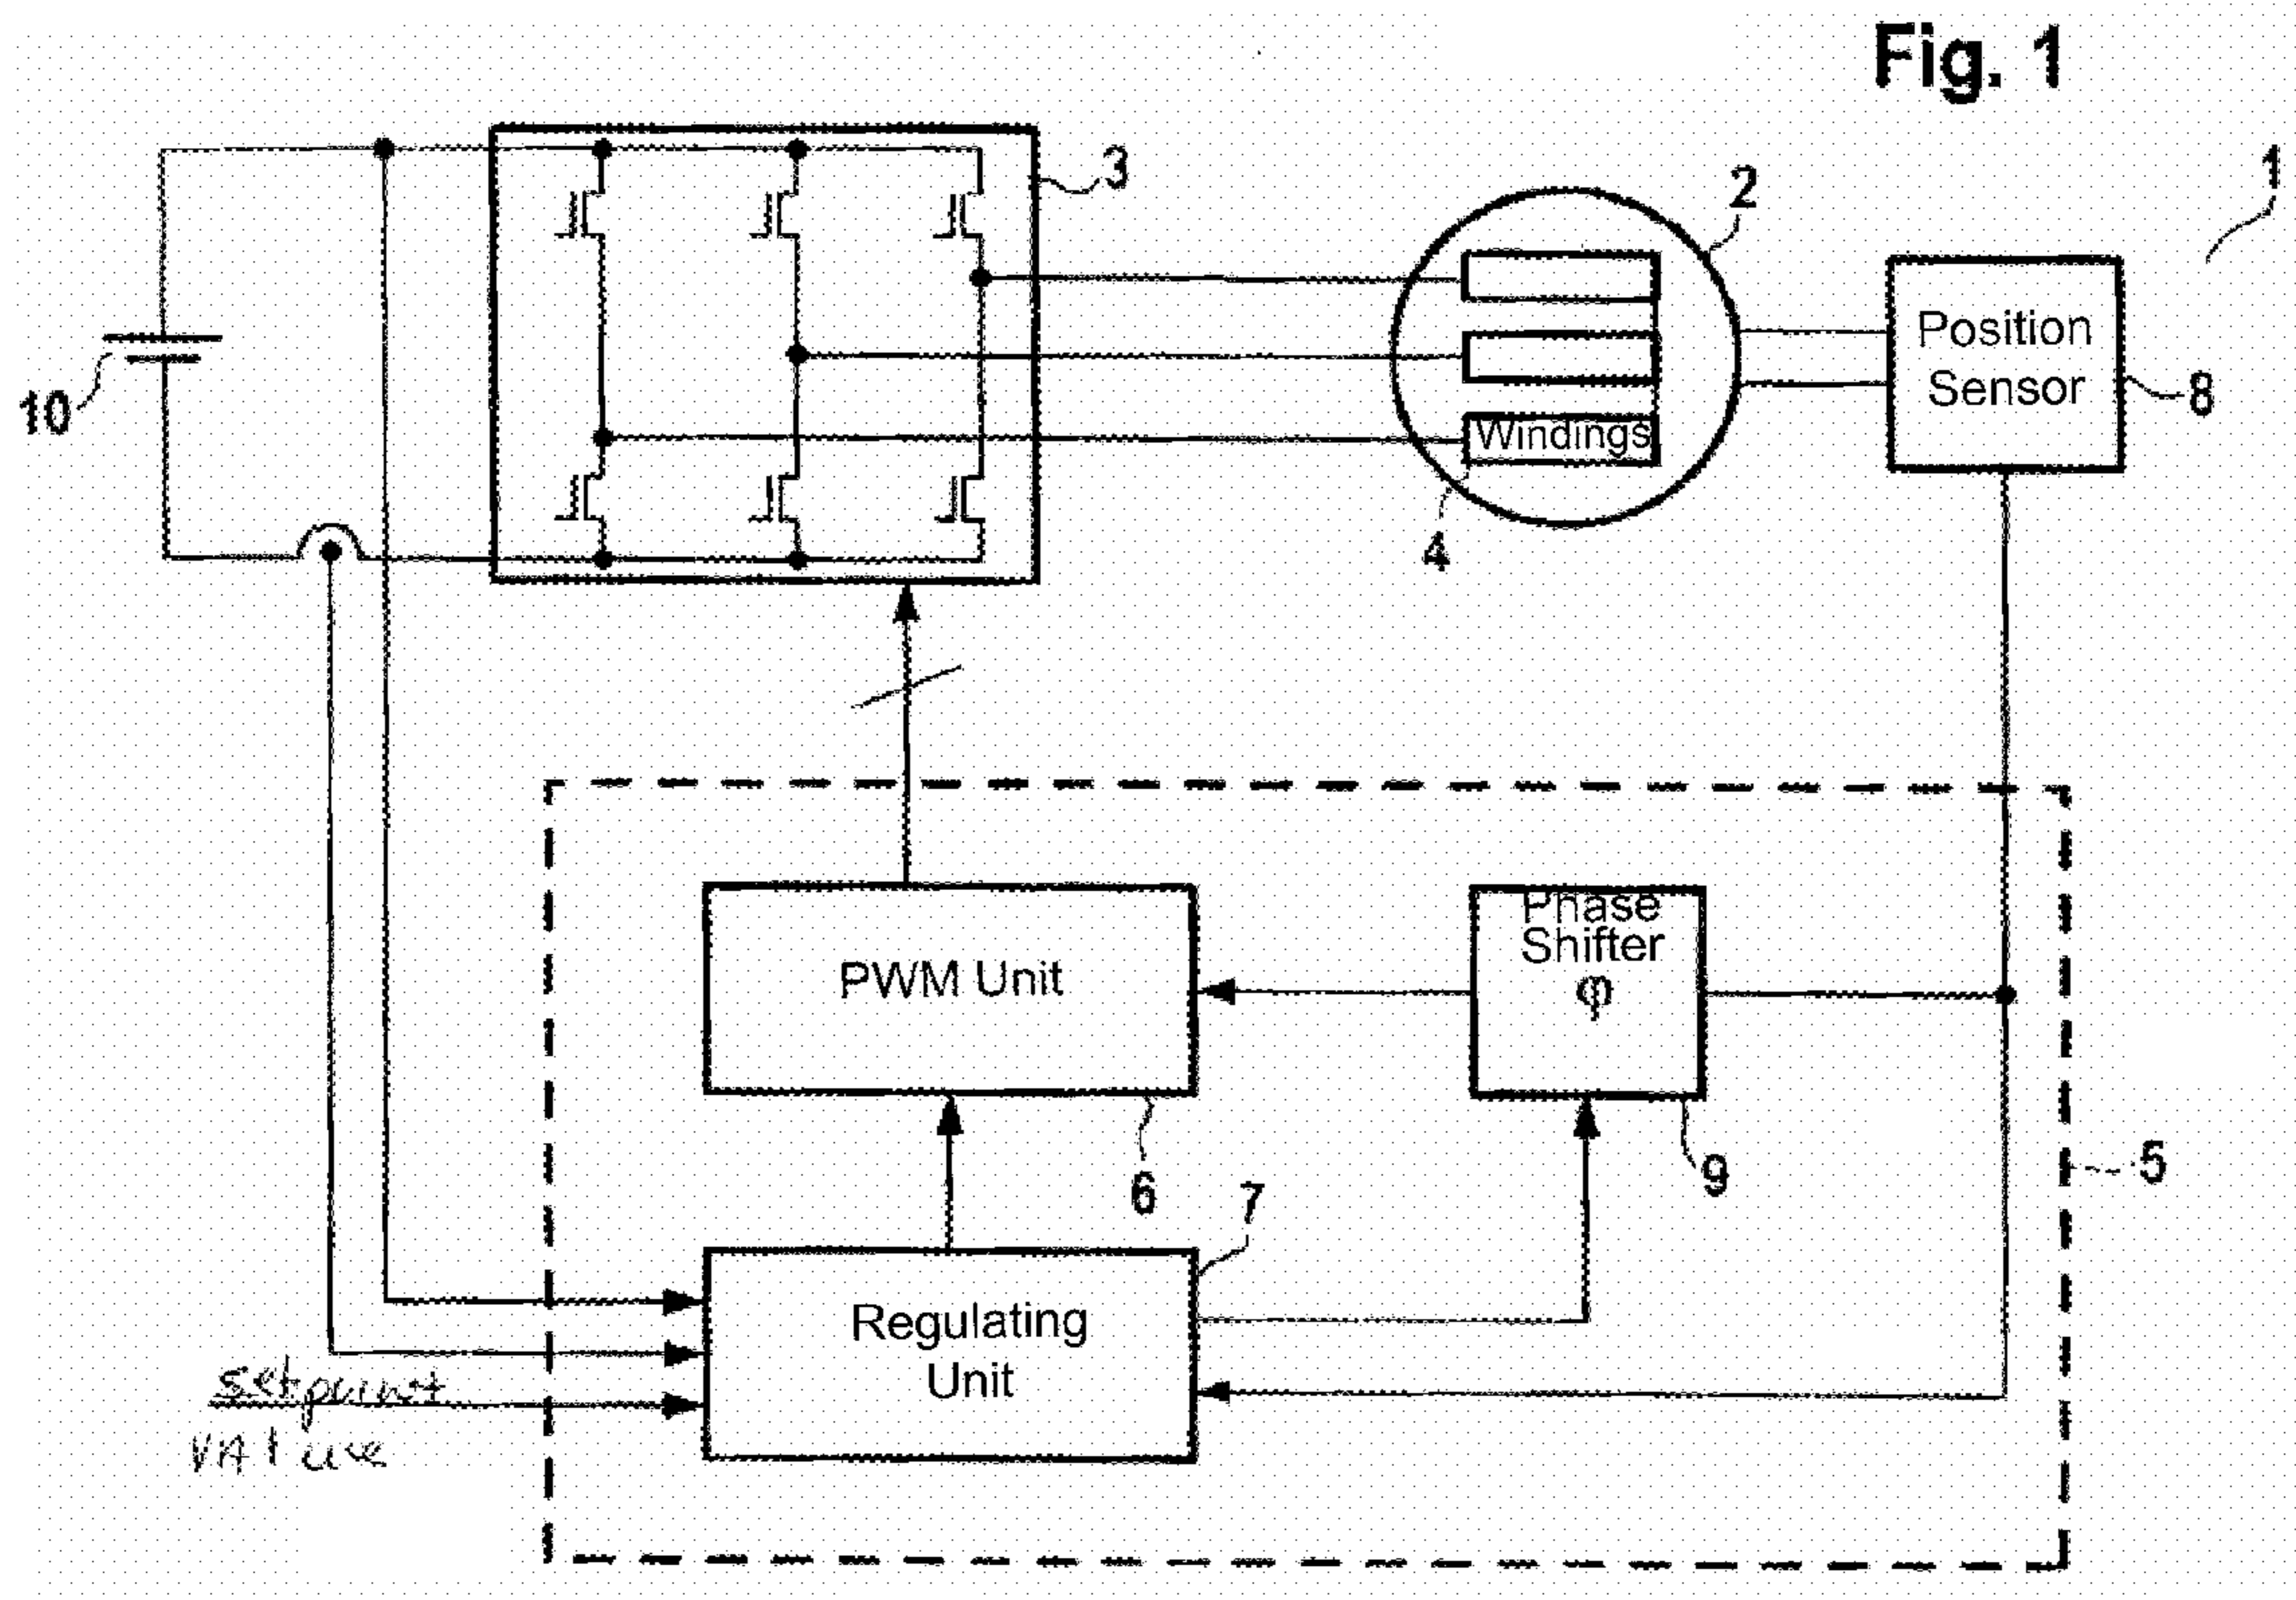 Fig. 1
1
3
2
Position
Sensor
8
10
Windings
4
Phase
Shifter
φ
PWM Unit
6
9
5
7
Regulating
Unit
setpoint
VAlue